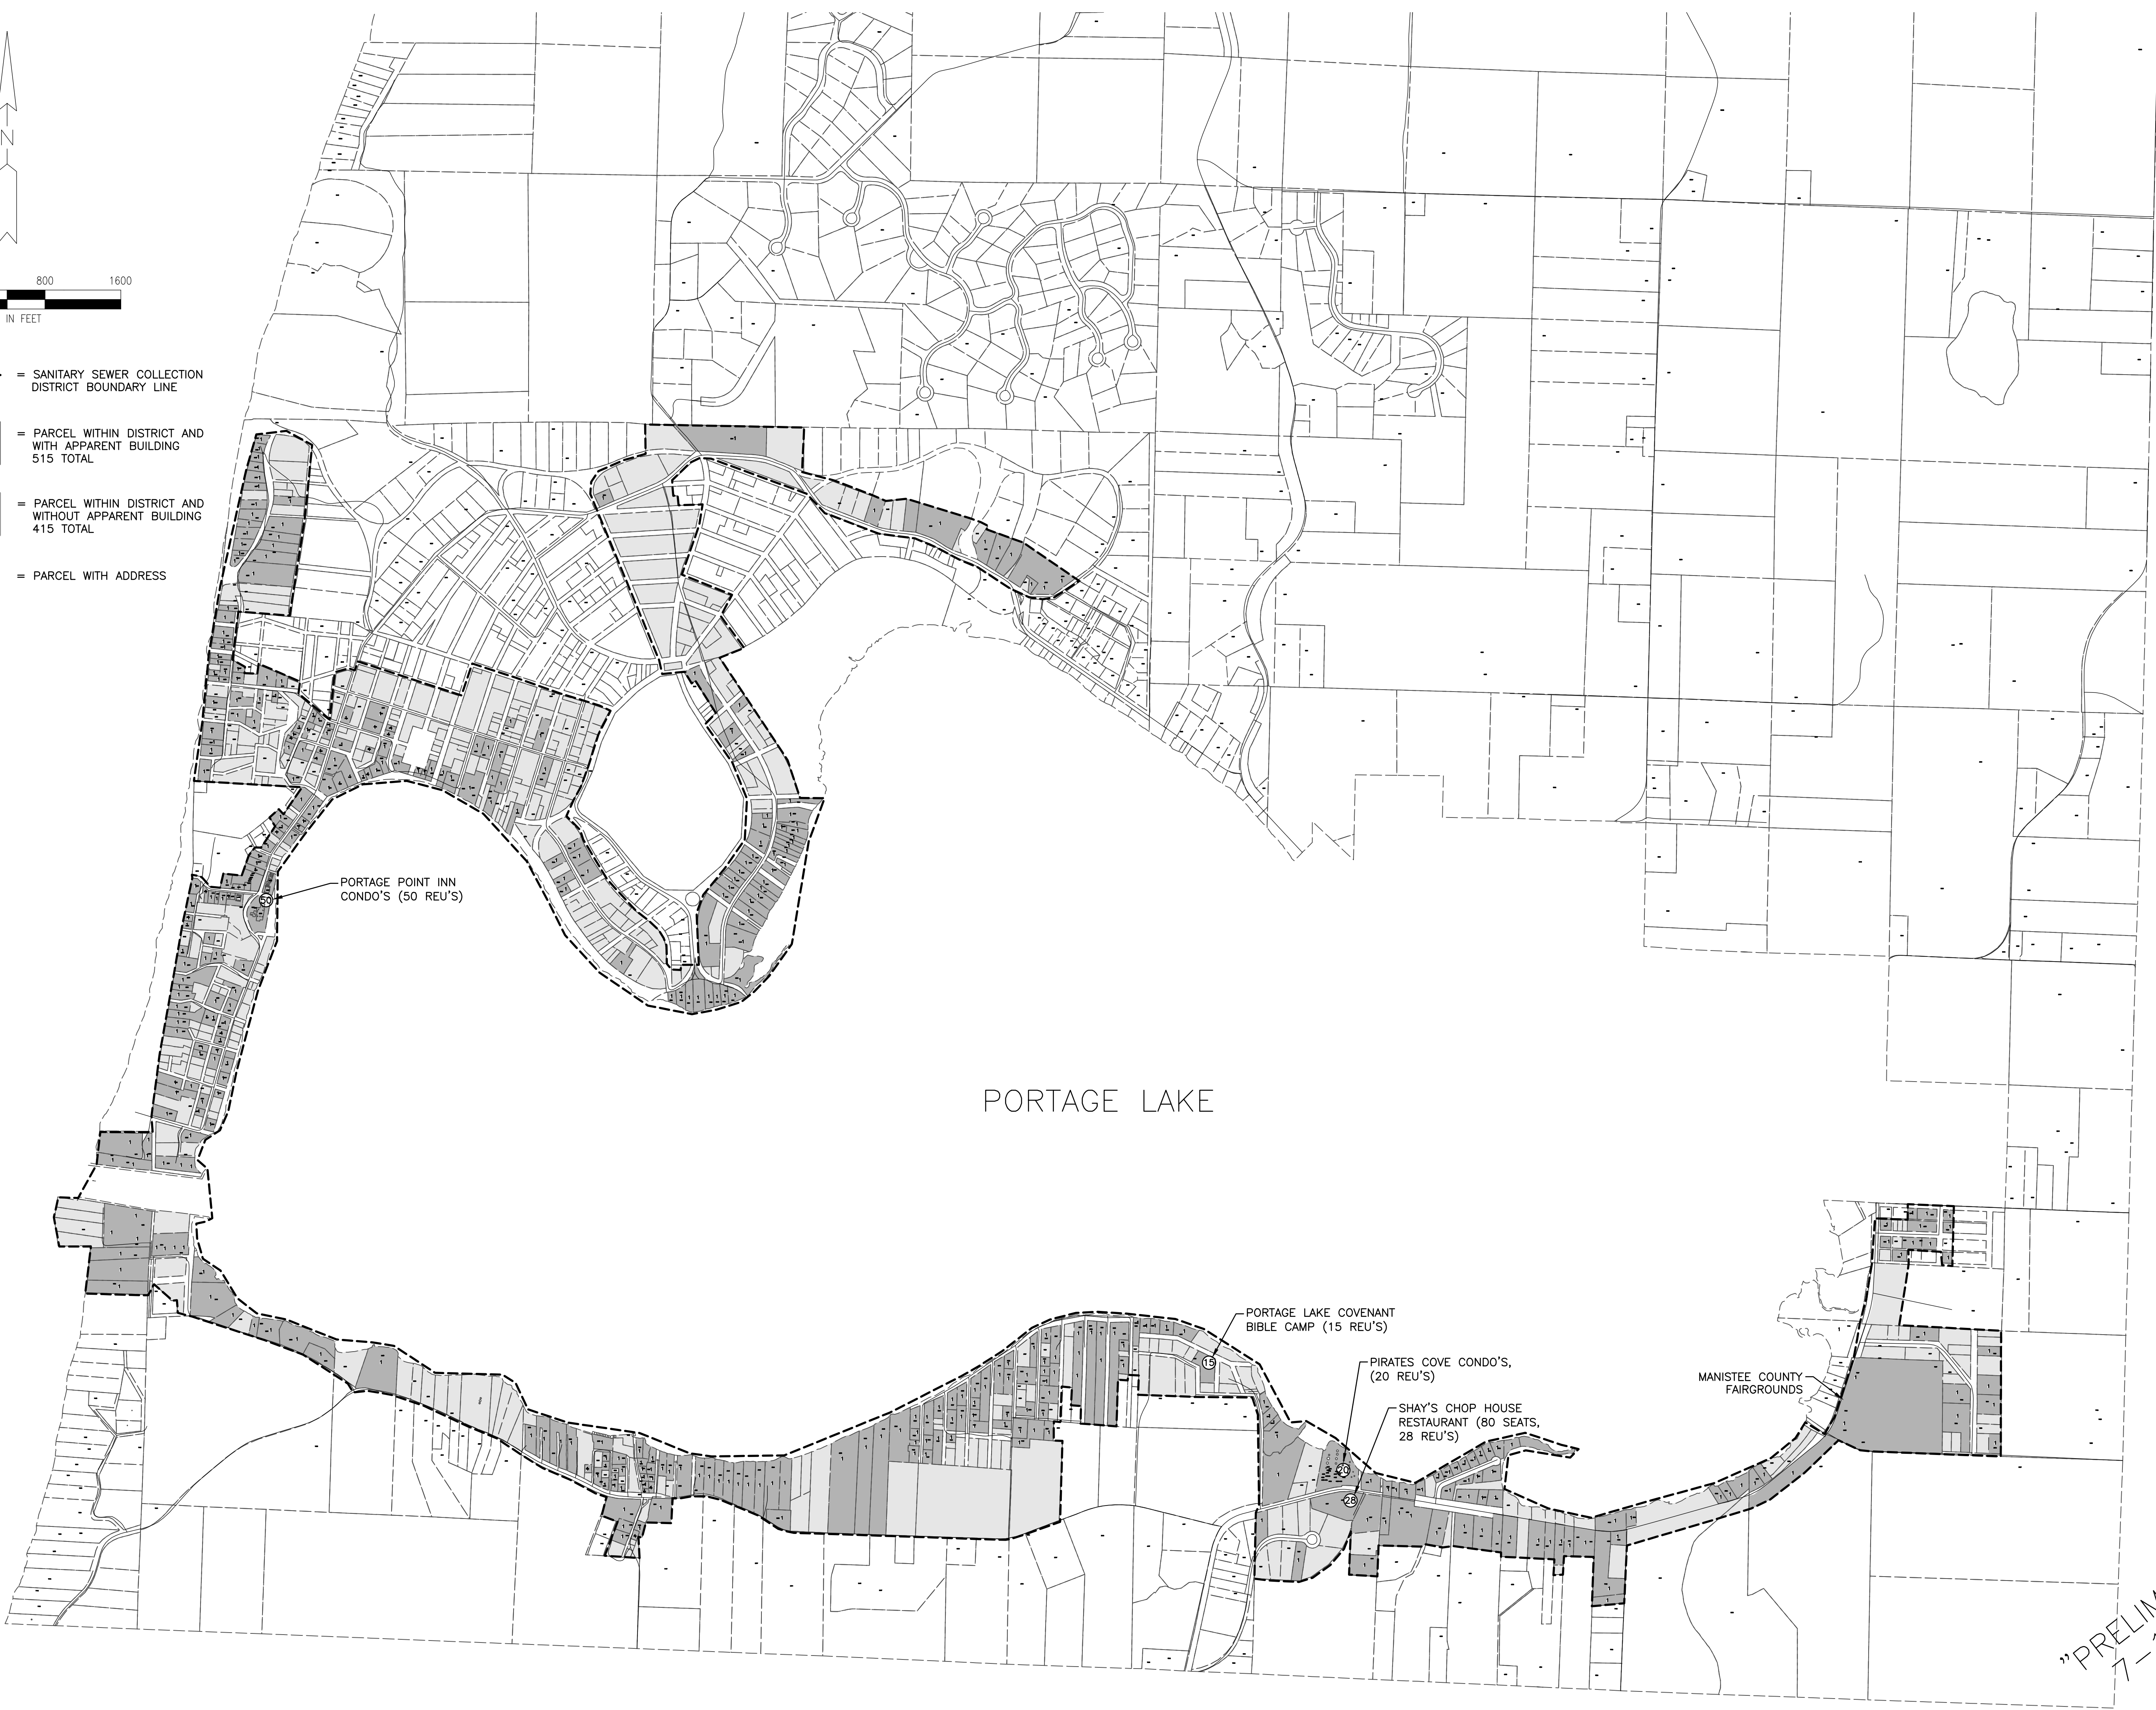 N
800 1600
IN FEET
= SANITARY SEWER COLLECTION
DISTRICT BOUNDARY LINE
= PARCEL WITHIN DISTRICT AND
WITH APPARENT BUILDING
515 TOTAL
= PARCEL WITHIN DISTRICT AND
WITHOUT APPARENT BUILDING
415 TOTAL
= PARCEL WITH ADDRESS
PORTAGE POINT INN
CONDO'S (50 REU'S)
50
PORTAGE LAKE
PORTAGE LAKE COVENANT
BIBLE CAMP (15 REU'S)
15
PIRATES COVE CONDO'S,
(20 REU'S)
20
SHAY'S CHOP HOUSE
RESTAURANT (80 SEATS,
28 REU'S)
28
MANISTEE COUNTY
FAIRGROUNDS
"PRELIM
7-